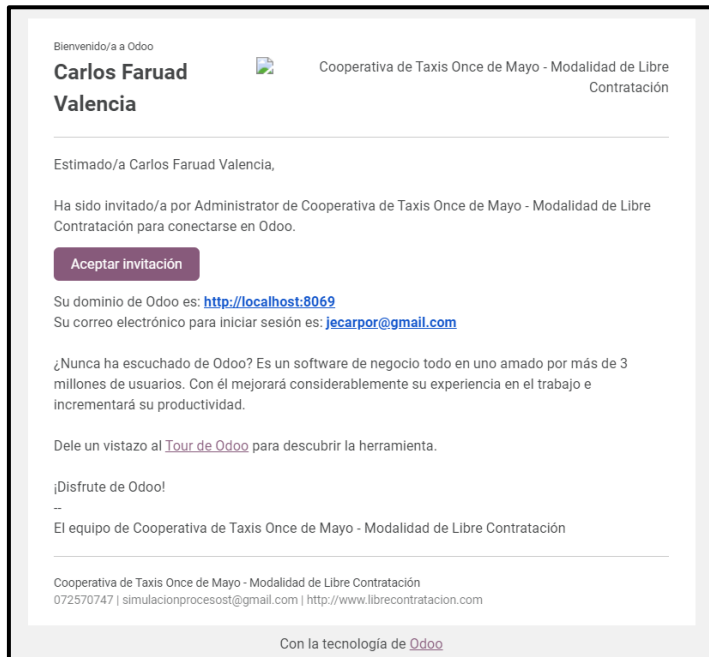 Bienvenido/a a Odoo
Carlos Faruad
Valencia
Cooperativa de Taxis Once de Mayo - Modalidad de Libre
Contratación
Estimado/a Carlos Faruad Valencia,
Ha sido invitado/a por Administrator de Cooperativa de Taxis Once de Mayo - Modalidad de Libre
Contratación para conectarse en Odoo.
Aceptar invitación
Su dominio de Odoo es: http://localhost:8069
Su correo electrónico para iniciar sesión es: jecarpor@gmail.com
¿Nunca ha escuchado de Odoo? Es un software de negocio todo en uno amado por más de 3
millones de usuarios. Con él mejorará considerablemente su experiencia en el trabajo e
incrementará su productividad.
Dele un vistazo al Tour de Odoo para descubrir la herramienta.
¡Disfrute de Odoo!
--
El equipo de Cooperativa de Taxis Once de Mayo - Modalidad de Libre Contratación
Cooperativa de Taxis Once de Mayo - Modalidad de Libre Contratación
072570747 | simulacionprocesost@gmail.com | http://www.librecontratacion.com
Con la tecnología de Odoo